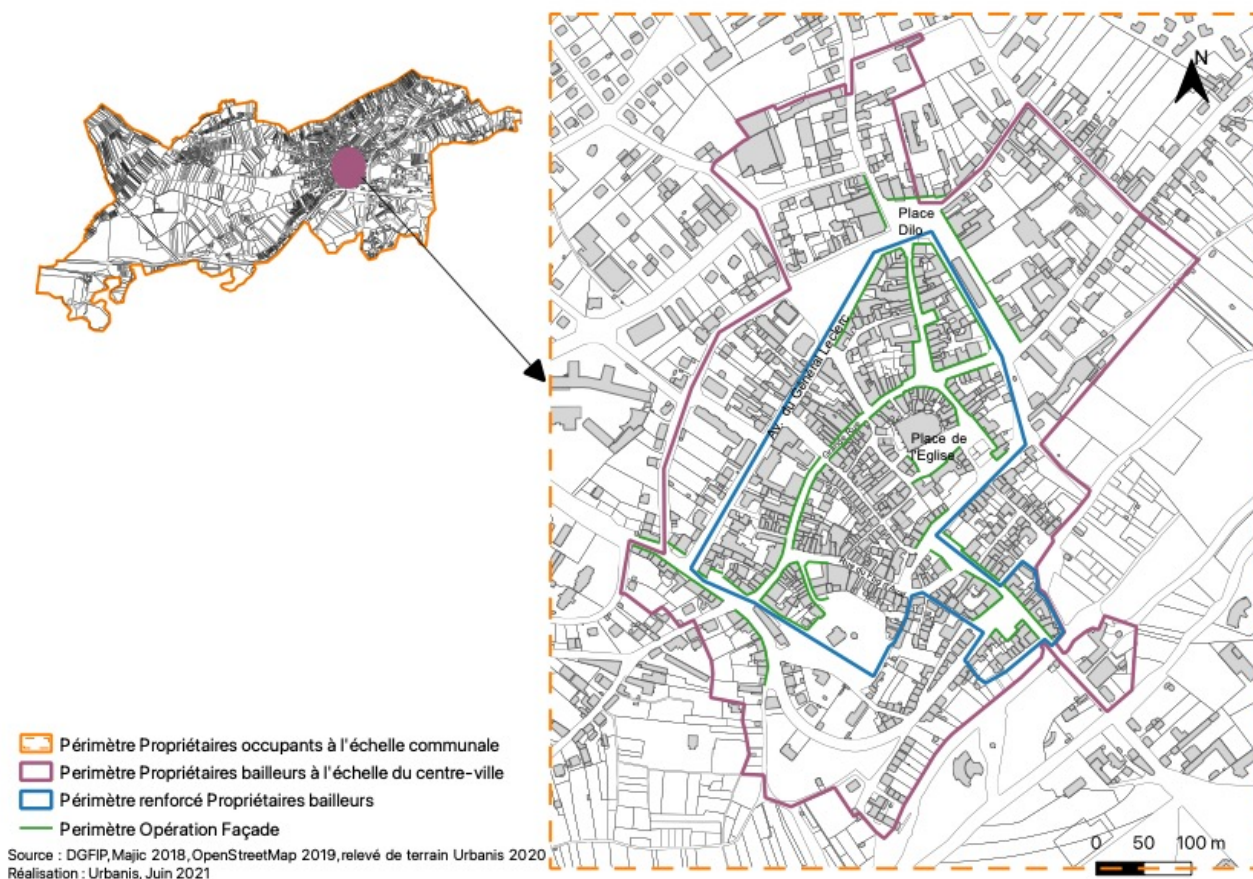 N
Place
Dilo
Av. du Général Leclerc
Place de
l'Eglise
Périmètre Propriétaires occupants à l'échelle communale
Perimètre Propriétaires bailleurs à l'échelle du centre-ville
Périmètre renforcé Propriétaires bailleurs
Perimètre Opération Façade
Source : DGFIP,Majic 2018,OpenStreetMap 2019,relevé de terrain Urbanis 2020
Réalisation : Urbanis, Juin 2021
0 50 100 m